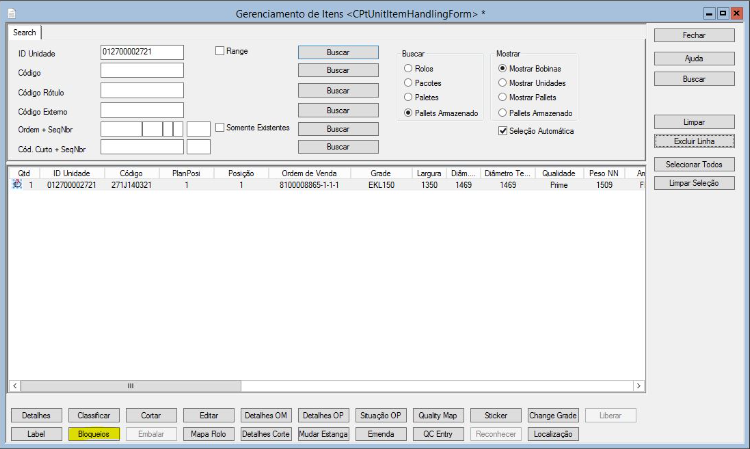 Gerenciamento de Itens <CPtUnitItemHandlingForm> *
Search
ID Unidade 012700002721 Range Buscar
Código Buscar
Código Rótulo Buscar
Código Externo Buscar
Ordem + SeqNbr Somente Existentes Buscar
Cód. Curto + SeqNbr Buscar
Buscar
Rolos
Pacotes
Paletes
Pallets Armazenado
Mostrar
Mostrar Bobinas
Mostrar Unidades
Mostrar Pallets
Pallets Armazenado
Seleção Automática
Fechar
Ajuda
Buscar
Limpar
Excluir Linha
Selecionar Todos
Limpar Seleção
Qtd ID Unidade Código PlanPosi Posição Ordem de Venda Grade Largura Diâm.... Diâmetro Te... Qualidade Peso NN An
1 012700002721 271J140321 1 1 8100008865-1-1-1 EKL150 1350 1469 1469 Prime 1509 F
Detalhes Classificar Cortar Editar Detalhes OM Detalhes OP Situação OP Quality Map Sticker Change Grade Liberar
Label Bloqueios Embalar Mapa Rolo Detalhes Corte Mudar Estanga Emenda QC Entry Reconhecer Localização